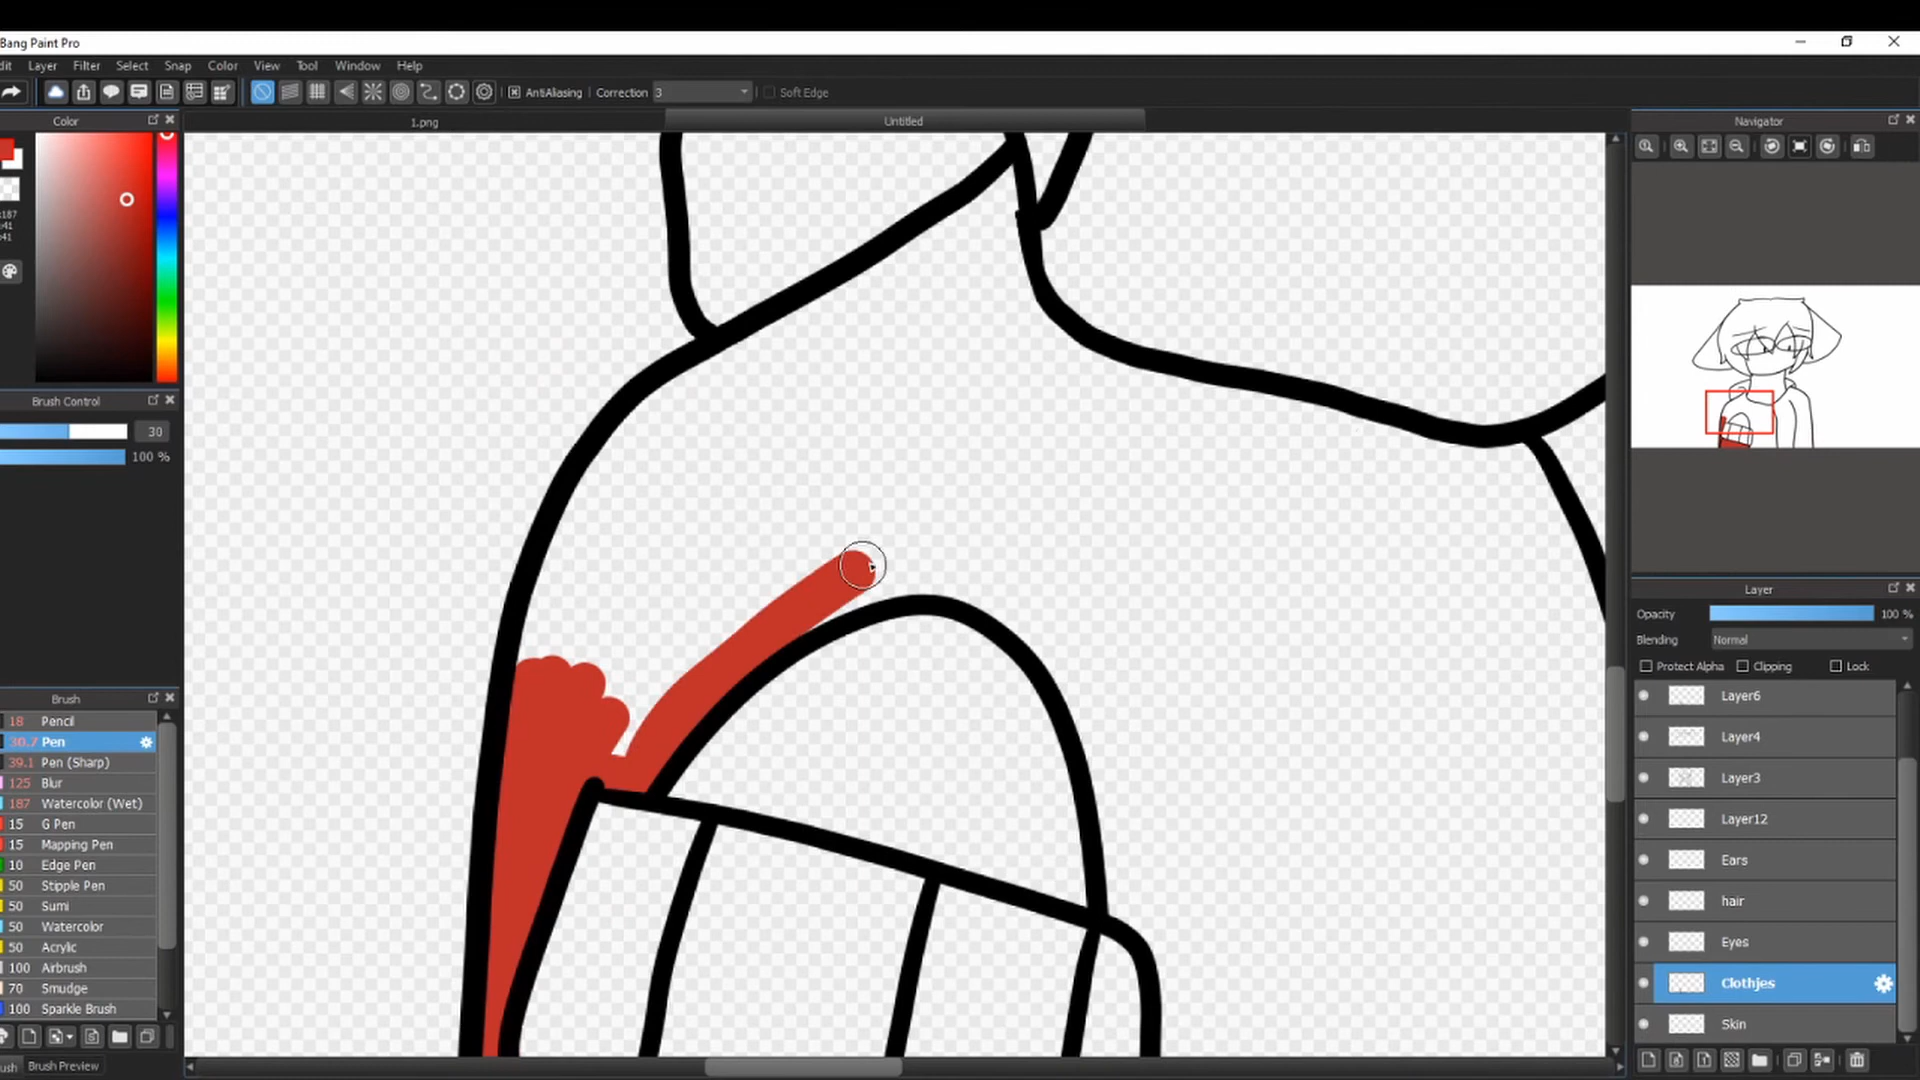 Bang Paint Pro
dit Layer Filter Select Snap Color View Tool Window Help
AntiAliasing Correction 3 Soft Edge
Color
1.png Untitled
Navigator
:187
:41
:41
Brush Control
30
100 %
Brush
18 Pencil
30.7 Pen
39.1 Pen (Sharp)
125 Blur
187 Watercolor (Wet)
15 G Pen
15 Mapping Pen
10 Edge Pen
50 Stipple Pen
50 Sumi
50 Watercolor
50 Acrylic
100 Airbrush
70 Smudge
100 Sparkle Brush
ush Brush Preview
Layer
Opacity 100 %
Blending Normal
Protect Alpha Clipping Lock
Layer6
Layer4
Layer3
Layer12
Ears
hair
Eyes
Clothjes
Skin